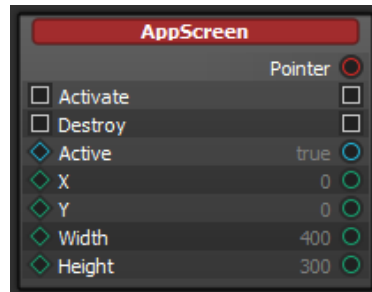 AppScreen
Pointer
Activate
Destroy
Active true
X 0
Y 0
Width 400
Height 300